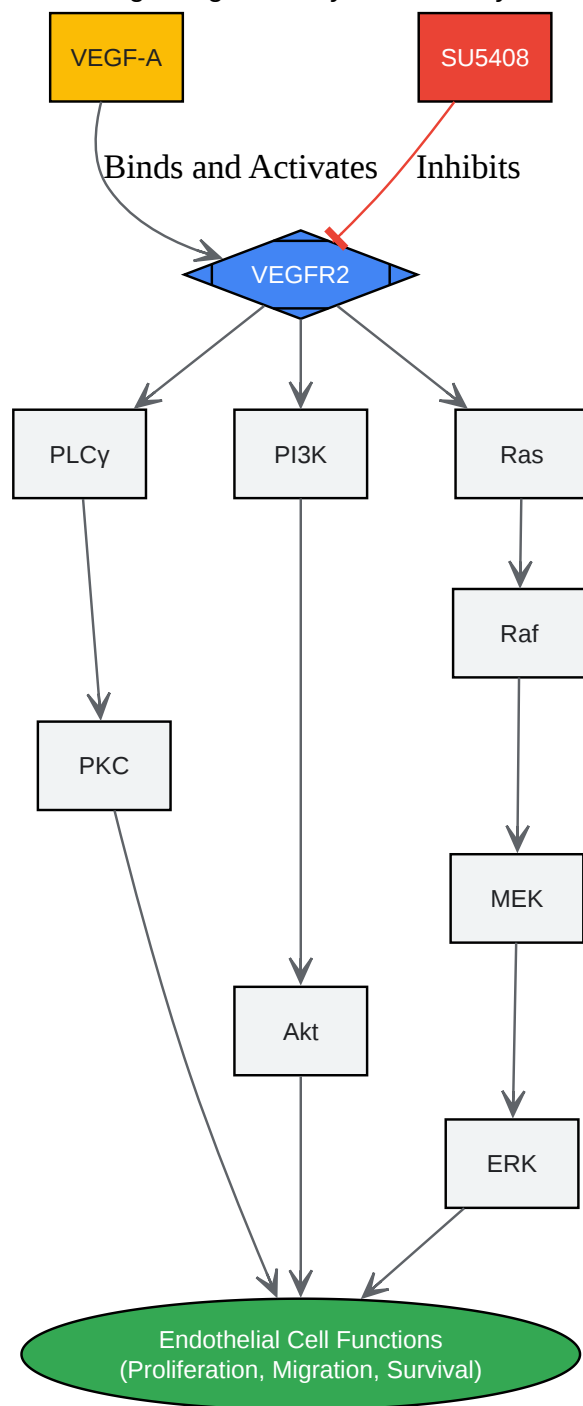 VEGF-A
SU5408
Binds and Activates
Inhibits
VEGFR2
PLCγ
PI3K
Ras
Raf
PKC
MEK
Akt
ERK
Endothelial Cell Functions
(Proliferation, Migration, Survival)